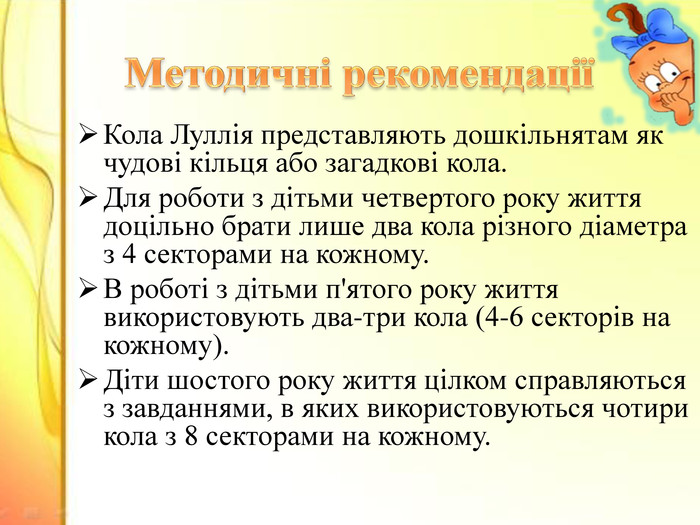 Методичні рекомендації
➢Кола Луллія представляють дошкільнятам як
чудові кільця або загадкові кола.
➢Для роботи з дітьми четвертого року життя
доцільно брати лише два кола різного діаметра
з 4 секторами на кожному.
➢В роботі з дітьми п'ятого року життя
використовують два-три кола (4-6 секторів на
кожному).
➢Діти шостого року життя цілком справляються
з завданнями, в яких використовуються чотири
кола з 8 секторами на кожному.